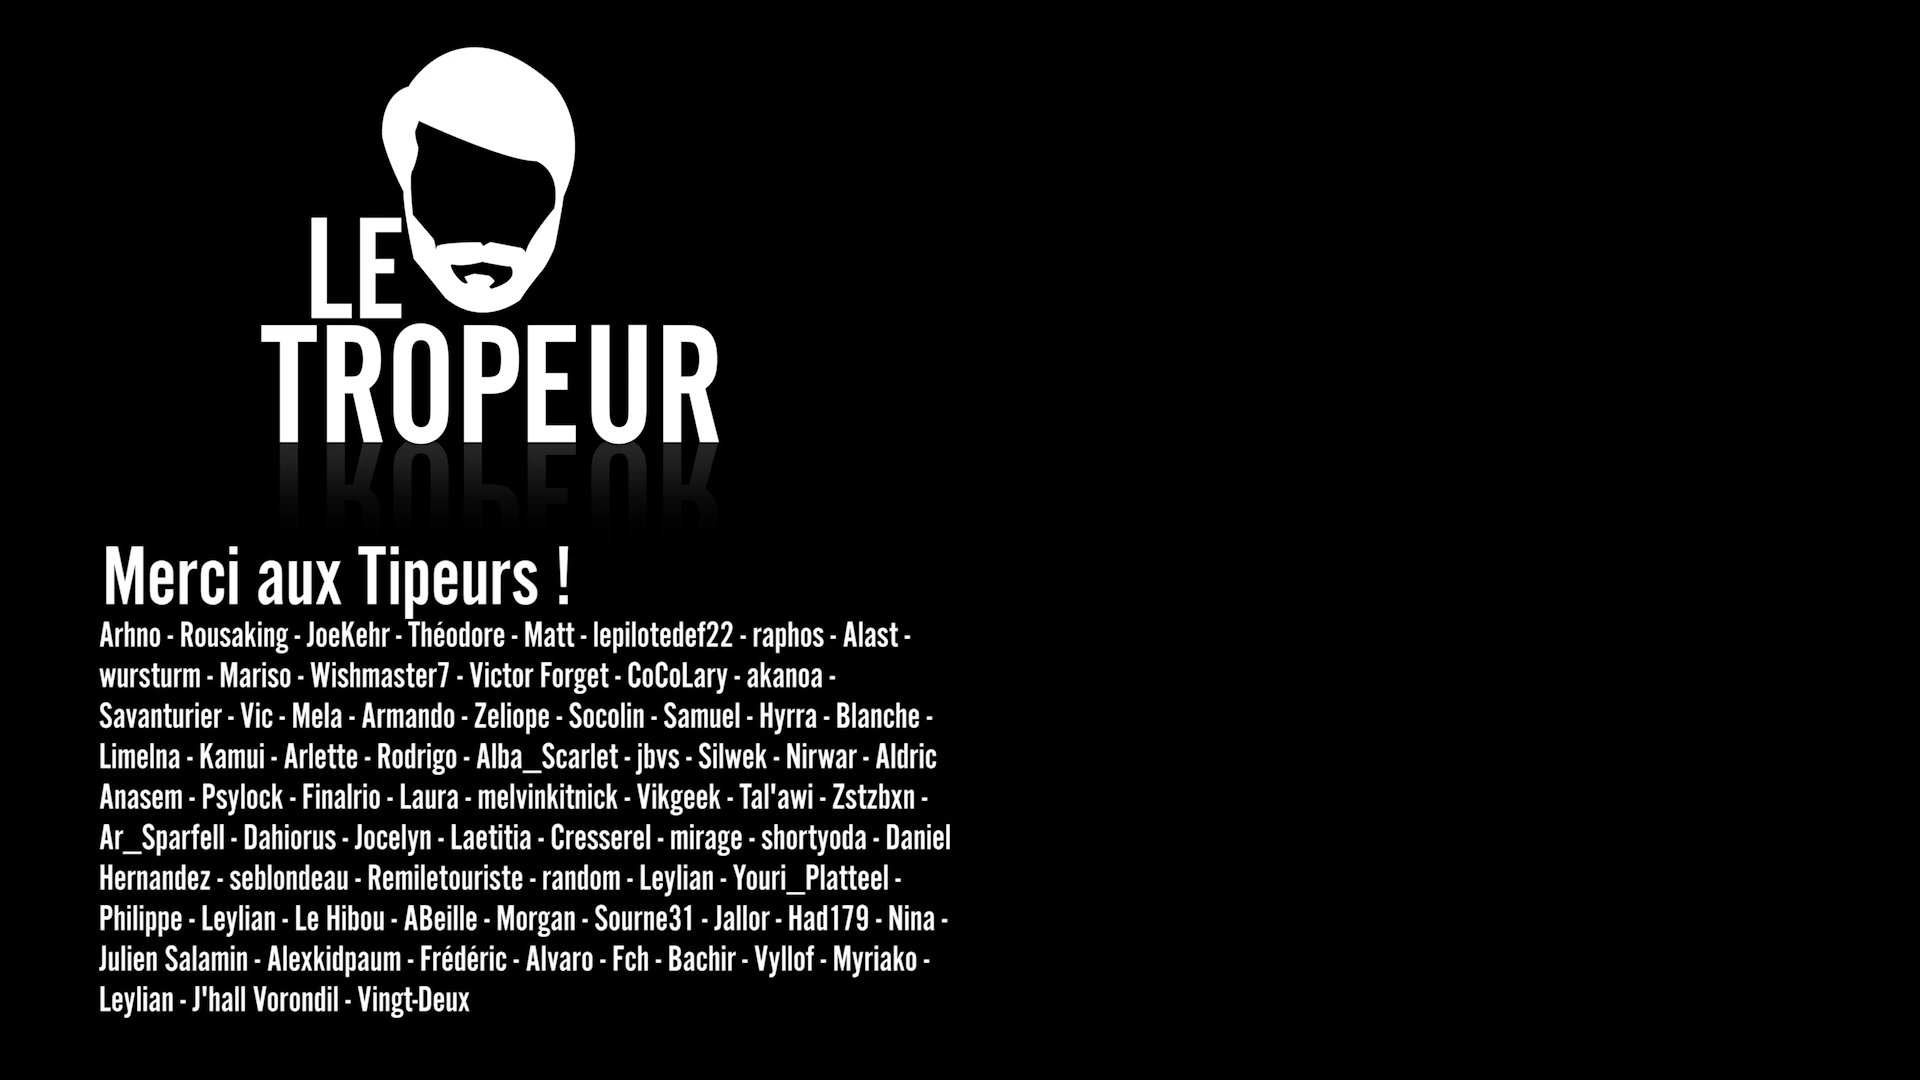 LE
TROPEUR
Merci aux Tipeurs !
Arhno - Rousaking - JoeKehr - Théodore - Matt - lepilotedef22 - raphos - Alast -
wursturm - Mariso - Wishmaster7 - Victor Forget - CoCoLary - akanoa -
Savanturier - Vic - Mela - Armando - Zeliope - Socolin - Samuel - Hyrra - Blanche -
Limelna - Kamui - Arlette - Rodrigo - Alba_Scarlet - jbvs - Silwek - Nirwar - Aldric
Anasem - Psylock - Finalrio - Laura - melvinkitnick - Vikgeek - Tal'awi - Zstzbxn -
Ar_Sparfell - Dahiorus - Jocelyn - Laetitia - Cresserel - mirage - shortyoda - Daniel
Hernandez - seblondeau - Remiletouriste - random - Leylian - Youri_Platteel -
Philippe - Leylian - Le Hibou - ABeille - Morgan - Sourne31 - Jallor - Had179 - Nina -
Julien Salamin - Alexkidpaum - Frédéric - Alvaro - Fch - Bachir - Vyllof - Myriako -
Leylian - J'hall Vorondil - Vingt-Deux